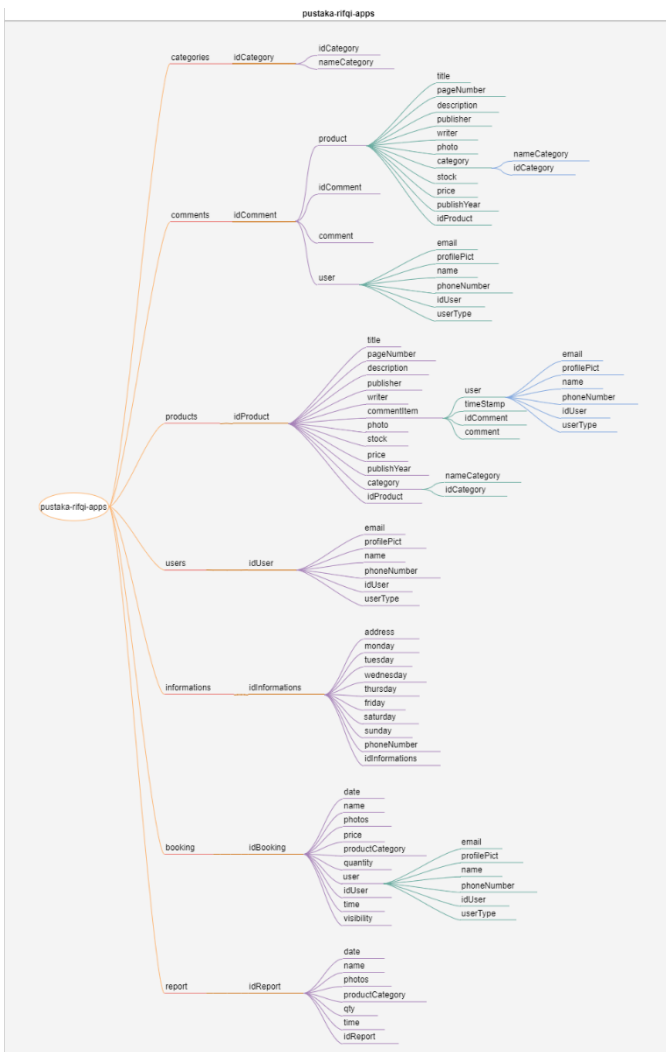 pustaka-rifqi-apps
pustaka-rifqi-apps
categories
idCategory
idCategory
nameCategory
comments
idComment
product
title
pageNumber
description
publisher
writer
photo
category
nameCategory
idCategory
stock
price
publishYear
idProduct
idComment
comment
user
email
profilePict
name
phoneNumber
idUser
userType
products
idProduct
title
pageNumber
description
publisher
writer
commentItem
user
email
profilePict
name
phoneNumber
idUser
userType
timeStamp
idComment
comment
photo
stock
price
publishYear
category
nameCategory
idCategory
idProduct
users
idUser
email
profilePict
name
phoneNumber
idUser
userType
informations
idInformations
address
monday
tuesday
wednesday
thursday
friday
saturday
sunday
phoneNumber
idInformations
booking
idBooking
date
name
photos
price
productCategory
quantity
user
email
profilePict
name
phoneNumber
idUser
userType
idUser
time
visibility
report
idReport
date
name
photos
productCategory
qty
time
idReport